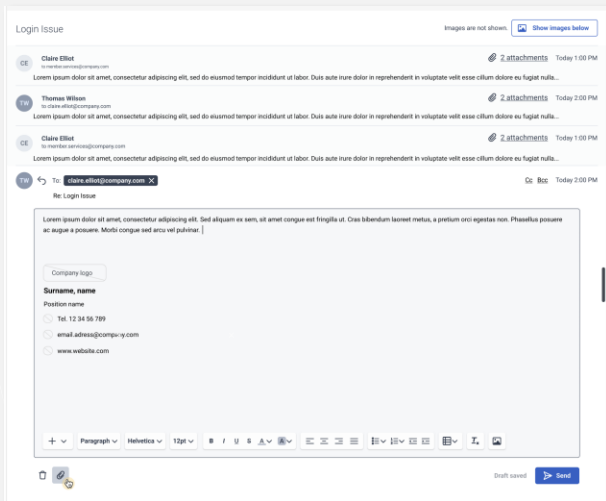 Login Issue
Images are not shown. Show images below
CE Claire Elliot 2 attachments Today 1:00 PM
to member.services@company.com
Lorem ipsum dolor sit amet, consectetur adipiscing elit, sed do eiusmod tempor incididunt ut labor. Duis aute irure dolor in reprehenderit in voluptate velit esse cillum dolore eu fugiat nulla...
TW Thomas Wilson 2 attachments Today 2:00 PM
to claire.elliot@company.com
Lorem ipsum dolor sit amet, consectetur adipiscing elit, sed do eiusmod tempor incididunt ut labor. Duis aute irure dolor in reprehenderit in voluptate velit esse cillum dolore eu fugiat nulla...
CE Claire Elliot 2 attachments Today 1:00 PM
to member.services@company.com
Lorem ipsum dolor sit amet, consectetur adipiscing elit, sed do eiusmod tempor incididunt ut labor. Duis aute irure dolor in reprehenderit in voluptate velit esse cillum dolore eu fugiat nulla...
TW To: claire.elliot@company.com Cc Bcc Today 2:00 PM
Re: Login Issue
Lorem ipsum dolor sit amet, consectetur adipiscing elit. Sed aliquam ex sem, sit amet congue est fringilla ut. Cras bibendum laoreet metus, a pretium orci egestas non. Phasellus posuere
ac augue a posuere. Morbi congue sed arcu vel pulvinar.
Company logo
Surname, name
Position name
Tel. 12 34 56 789
email.adress@company.com
www.website.com
Paragraph Helvetica 12pt B I U S A A
Draft saved Send